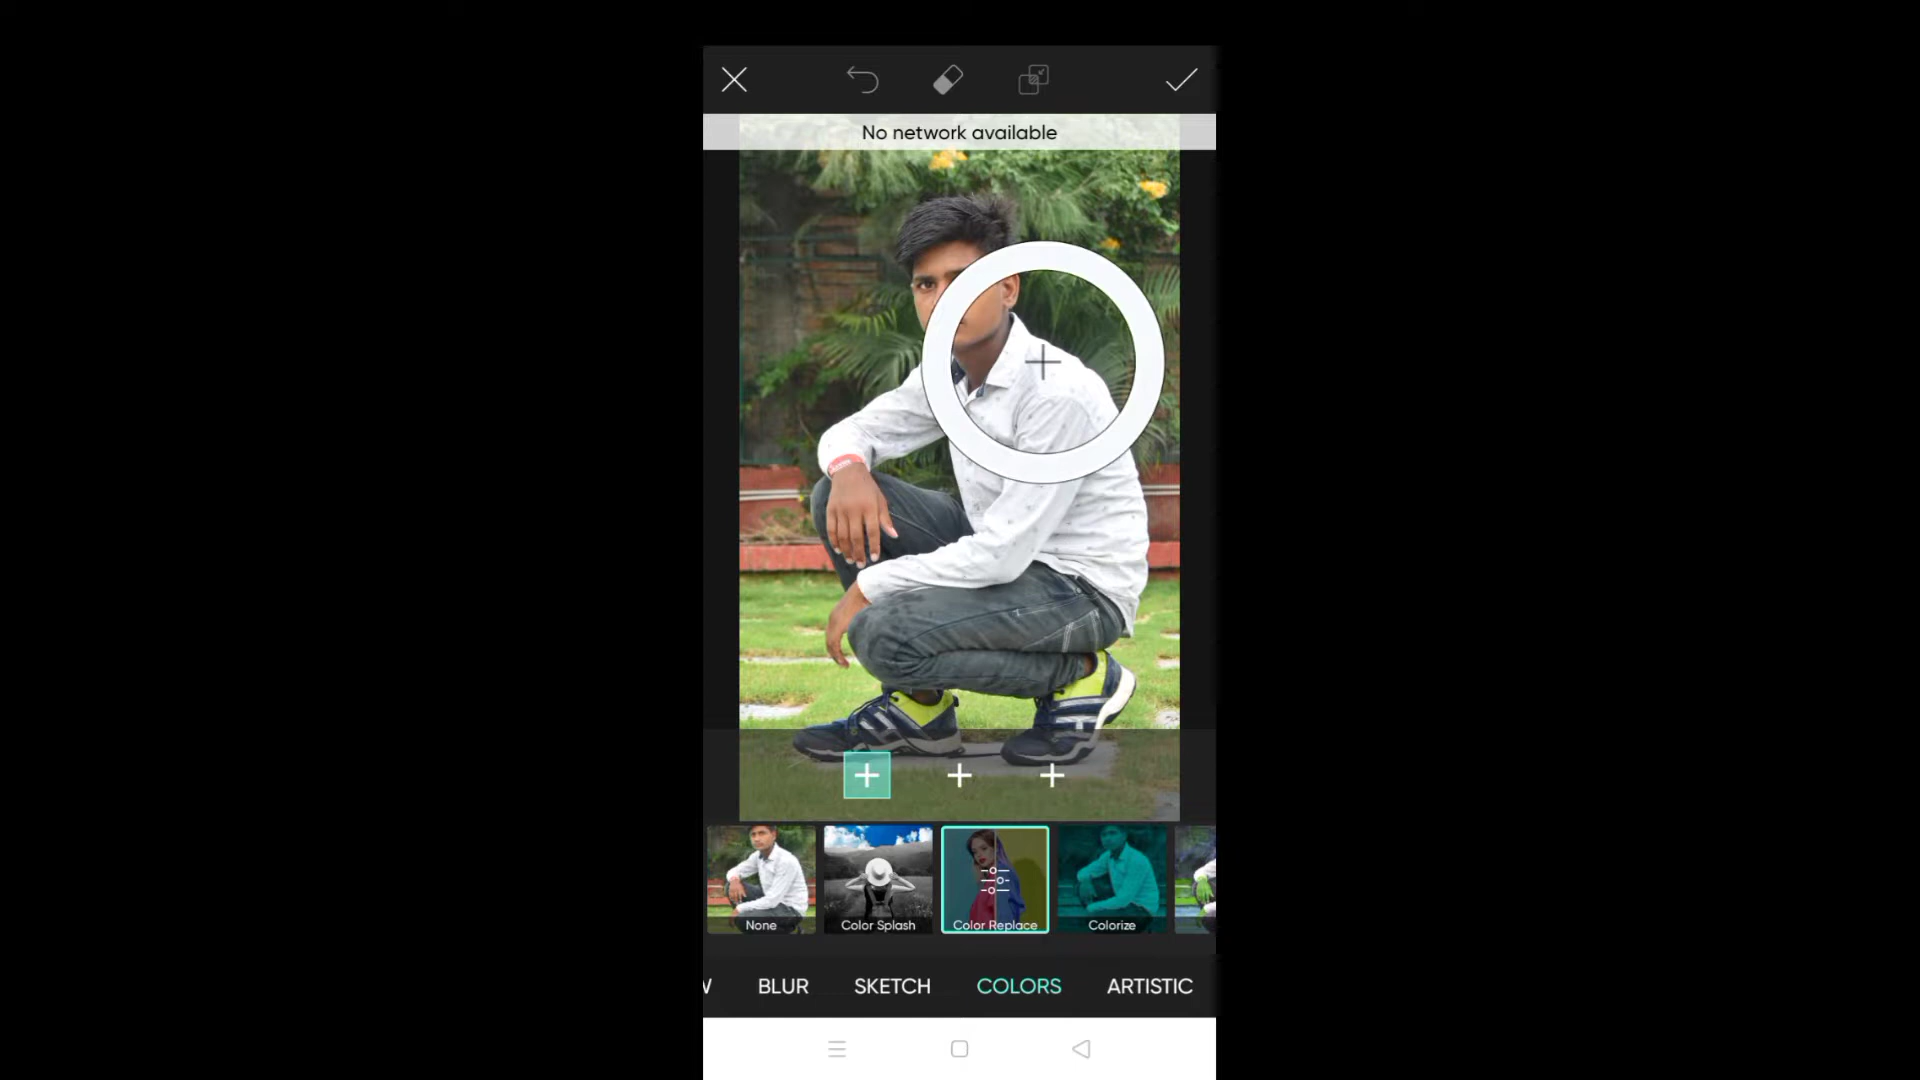 No network available
None
Color Splash
Color Replace
Colorize
W BLUR SKETCH COLORS ARTISTIC